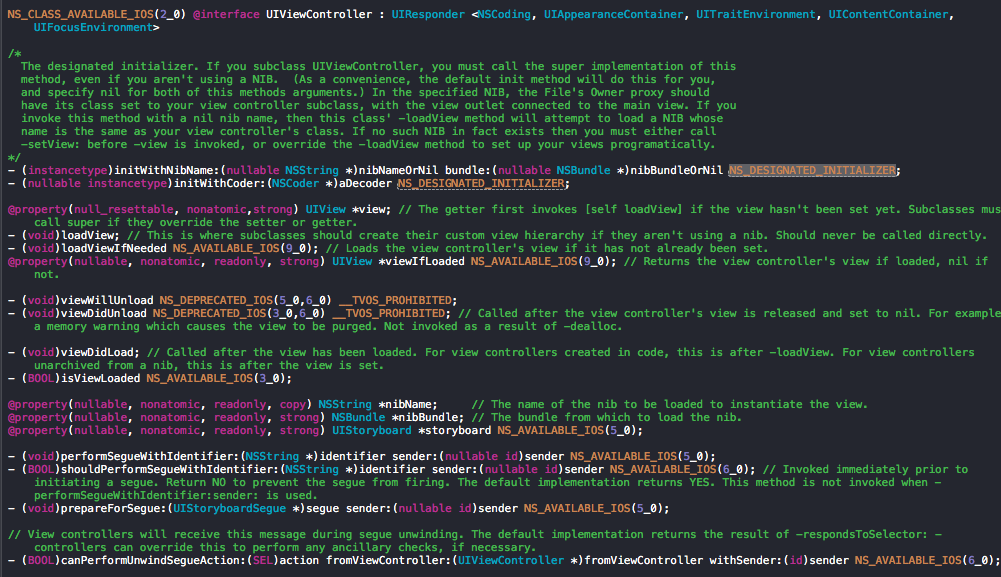 NS_CLASS_AVAILABLE_IOS(2_0) @interface UIViewController : UIResponder <NSCoding, UIAppearanceContainer, UITraitEnvironment, UIContentContainer,
UIFocusEnvironment>
/*
The designated initializer. If you subclass UIViewController, you must call the super implementation of this
method, even if you aren't using a NIB.  (As a convenience, the default init method will do this for you,
and specify nil for both of this methods arguments.) In the specified NIB, the File's Owner proxy should
have its class set to your view controller subclass, with the view outlet connected to the main view. If you
invoke this method with a nil nib name, then this class' -loadView method will attempt to load a NIB whose
name is the same as your view controller's class. If no such NIB in fact exists then you must either call
-setView: before -view is invoked, or override the -loadView method to set up your views programatically.
*/
- (instancetype)initWithNibName:(nullable NSString *)nibNameOrNil bundle:(nullable NSBundle *)nibBundleOrNil NS_DESIGNATED_INITIALIZER;
- (nullable instancetype)initWithCoder:(NSCoder *)aDecoder NS_DESIGNATED_INITIALIZER;
@property(null_resettable, nonatomic,strong) UIView *view; // The getter first invokes [self loadView] if the view hasn't been set yet. Subclasses mus
call super if they override the setter or getter.
- (void)loadView; // This is where subclasses should create their custom view hierarchy if they aren't using a nib. Should never be called directly.
- (void)loadViewIfNeeded NS_AVAILABLE_IOS(9_0); // Loads the view controller's view if it has not already been set.
@property(nullable, nonatomic, readonly, strong) UIView *viewIfLoaded NS_AVAILABLE_IOS(9_0); // Returns the view controller's view if loaded, nil if
not.
- (void)viewWillUnload NS_DEPRECATED_IOS(5_0,6_0) __TVOS_PROHIBITED;
- (void)viewDidUnload NS_DEPRECATED_IOS(3_0,6_0) __TVOS_PROHIBITED; // Called after the view controller's view is released and set to nil. For example
a memory warning which causes the view to be purged. Not invoked as a result of -dealloc.
- (void)viewDidLoad; // Called after the view has been loaded. For view controllers created in code, this is after -loadView. For view controllers
unarchived from a nib, this is after the view is set.
- (BOOL)isViewLoaded NS_AVAILABLE_IOS(3_0);
@property(nullable, nonatomic, readonly, copy) NSString *nibName;     // The name of the nib to be loaded to instantiate the view.
@property(nullable, nonatomic, readonly, strong) NSBundle *nibBundle; // The bundle from which to load the nib.
@property(nullable, nonatomic, readonly, strong) UIStoryboard *storyboard NS_AVAILABLE_IOS(5_0);
- (void)performSegueWithIdentifier:(NSString *)identifier sender:(nullable id)sender NS_AVAILABLE_IOS(5_0);
- (BOOL)shouldPerformSegueWithIdentifier:(NSString *)identifier sender:(nullable id)sender NS_AVAILABLE_IOS(6_0); // Invoked immediately prior to
initiating a segue. Return NO to prevent the segue from firing. The default implementation returns YES. This method is not invoked when -
performSegueWithIdentifier:sender: is used.
- (void)prepareForSegue:(UIStoryboardSegue *)segue sender:(nullable id)sender NS_AVAILABLE_IOS(5_0);
// View controllers will receive this message during segue unwinding. The default implementation returns the result of -respondsToSelector: -
controllers can override this to perform any ancillary checks, if necessary.
- (BOOL)canPerformUnwindSegueAction:(SEL)action fromViewController:(UIViewController *)fromViewController withSender:(id)sender NS_AVAILABLE_IOS(6_0);